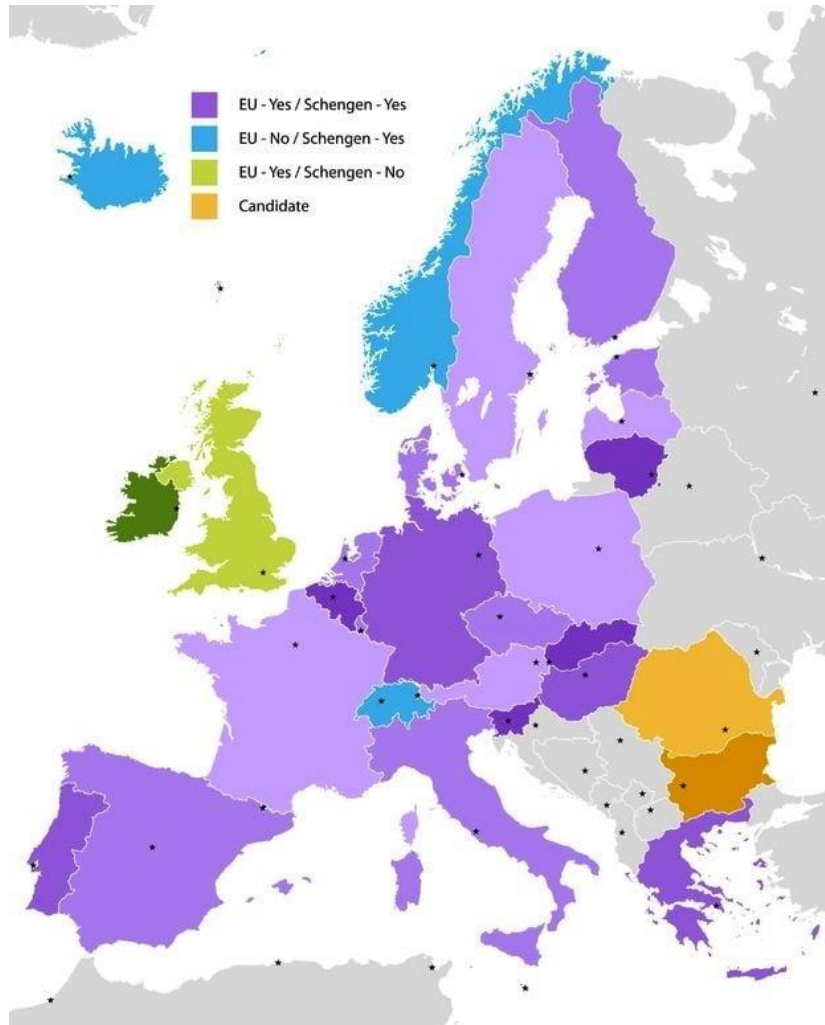 EU - Yes / Schengen - Yes
EU - No / Schengen - Yes
EU - Yes / Schengen - No
Candidate